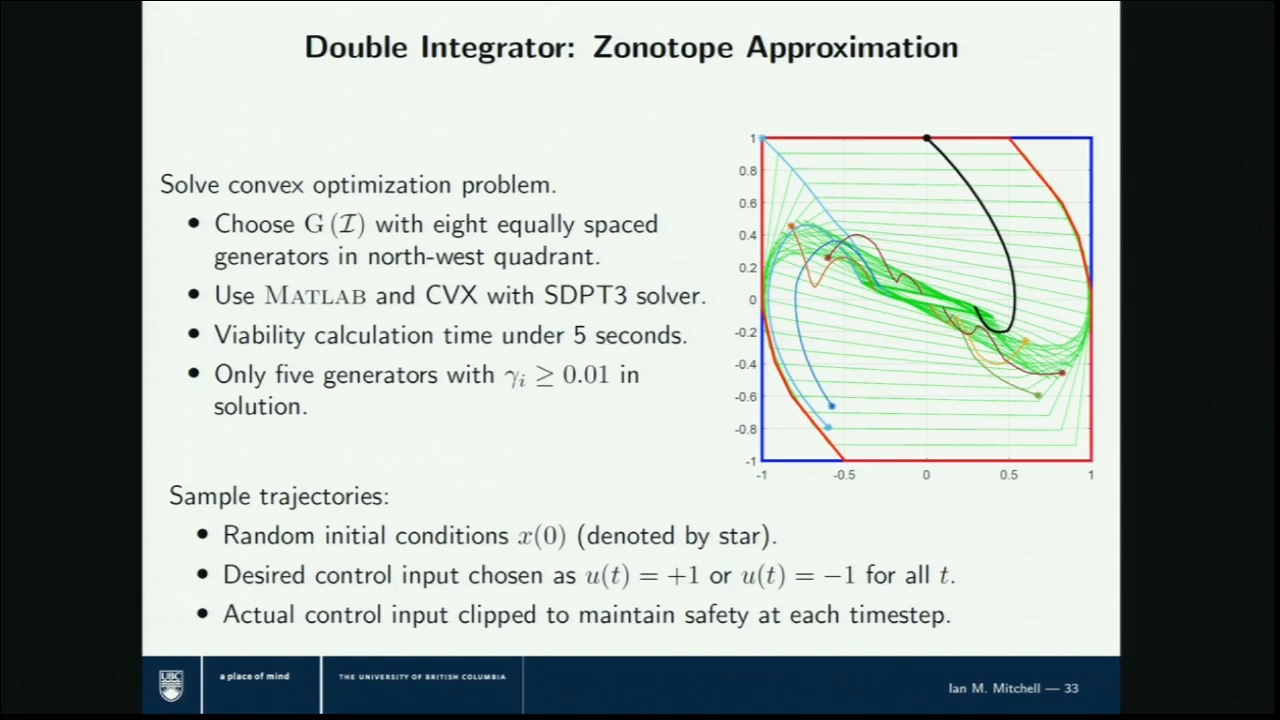 Double Integrator: Zonotope Approximation
Solve convex optimization problem.
• Choose G(ℐ) with eight equally spaced
generators in north-west quadrant.
• Use MATLAB and CVX with SDPT3 solver.
• Viability calculation time under 5 seconds.
• Only five generators with γᵢ ≥ 0.01 in
solution.
1
0.8
0.6
0.4
0.2
0
-0.2
-0.4
-0.6
-0.8
-1
-1 -0.5 0 0.5 1
Sample trajectories:
• Random initial conditions x(0) (denoted by star).
• Desired control input chosen as u(t) = +1 or u(t) = −1 for all t.
• Actual control input clipped to maintain safety at each timestep.
UBC
a place of mind
THE UNIVERSITY OF BRITISH COLUMBIA
Ian M. Mitchell — 33